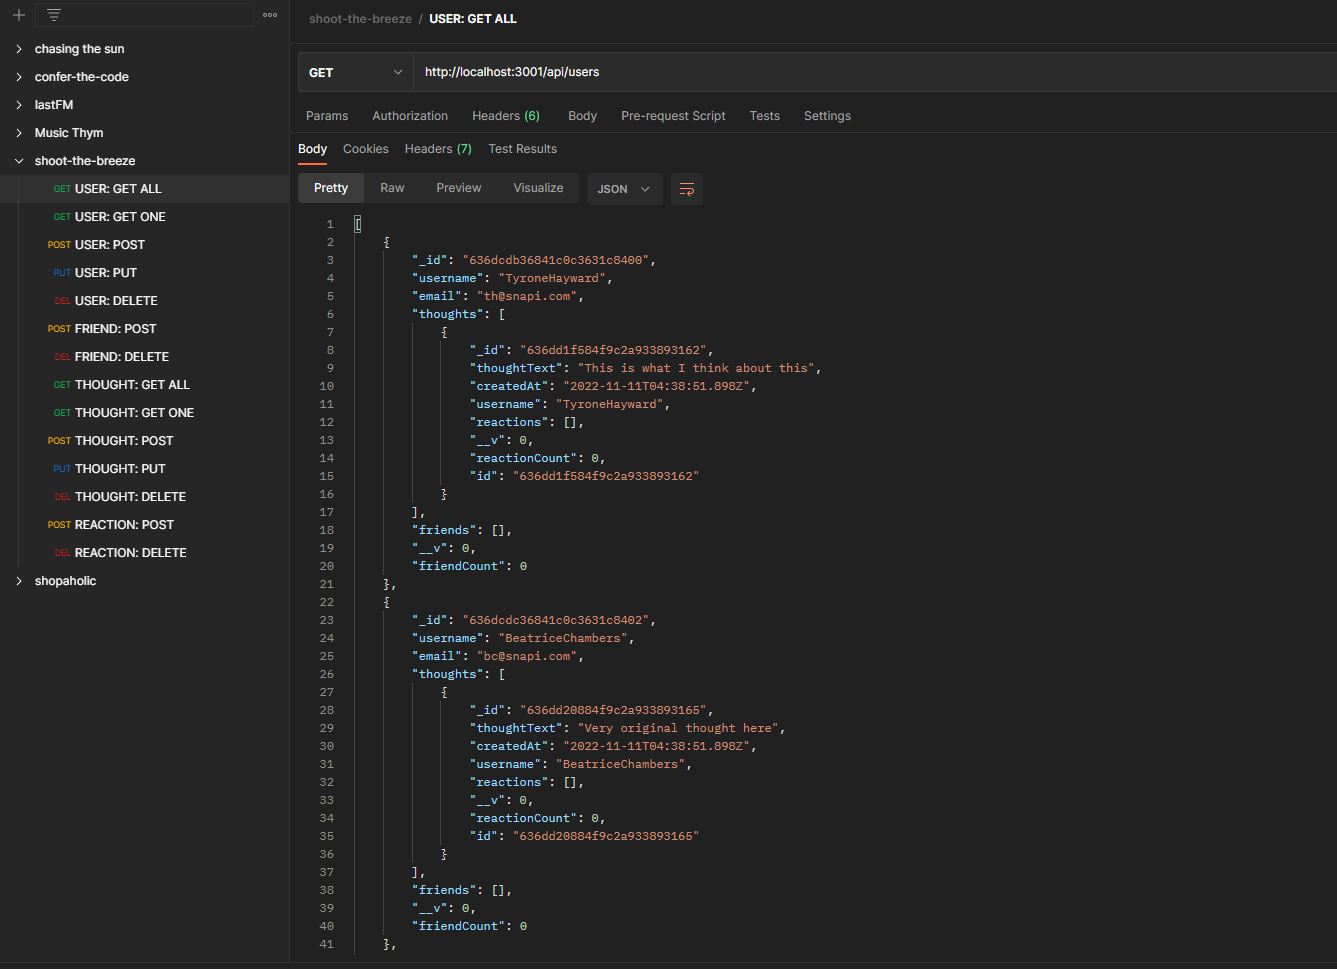 shoot-the-breeze / USER: GET ALL
chasing the sun
confer-the-code
lastFM
Music Thym
shoot-the-breeze
GET USER: GET ALL
GET USER: GET ONE
POST USER: POST
PUT USER: PUT
DEL USER: DELETE
POST FRIEND: POST
DEL FRIEND: DELETE
GET THOUGHT: GET ALL
GET THOUGHT: GET ONE
POST THOUGHT: POST
PUT THOUGHT: PUT
DEL THOUGHT: DELETE
POST REACTION: POST
DEL REACTION: DELETE
shopaholic
GET http://localhost:3001/api/users
Params Authorization Headers (6) Body Pre-request Script Tests Settings
Body Cookies Headers (7) Test Results
Pretty Raw Preview Visualize JSON
1 [
2 {
3 "_id": "636dcdb36841c0c3631c8400",
4 "username": "TyroneHayward",
5 "email": "th@snapi.com",
6 "thoughts": [
7 {
8 "_id": "636dd1f584f9c2a933893162",
9 "thoughtText": "This is what I think about this",
10 "createdAt": "2022-11-11T04:38:51.898Z",
11 "username": "TyroneHayward",
12 "reactions": [],
13 "__v": 0,
14 "reactionCount": 0,
15 "id": "636dd1f584f9c2a933893162"
16 }
17 ],
18 "friends": [],
19 "__v": 0,
20 "friendCount": 0
21 },
22 {
23 "_id": "636dcdc36841c0c3631c8402",
24 "username": "BeatriceChambers",
25 "email": "bc@snapi.com",
26 "thoughts": [
27 {
28 "_id": "636dd20884f9c2a933893165",
29 "thoughtText": "Very original thought here",
30 "createdAt": "2022-11-11T04:38:51.898Z",
31 "username": "BeatriceChambers",
32 "reactions": [],
33 "__v": 0,
34 "reactionCount": 0,
35 "id": "636dd20884f9c2a933893165"
36 }
37 ],
38 "friends": [],
39 "__v": 0,
40 "friendCount": 0
41 },